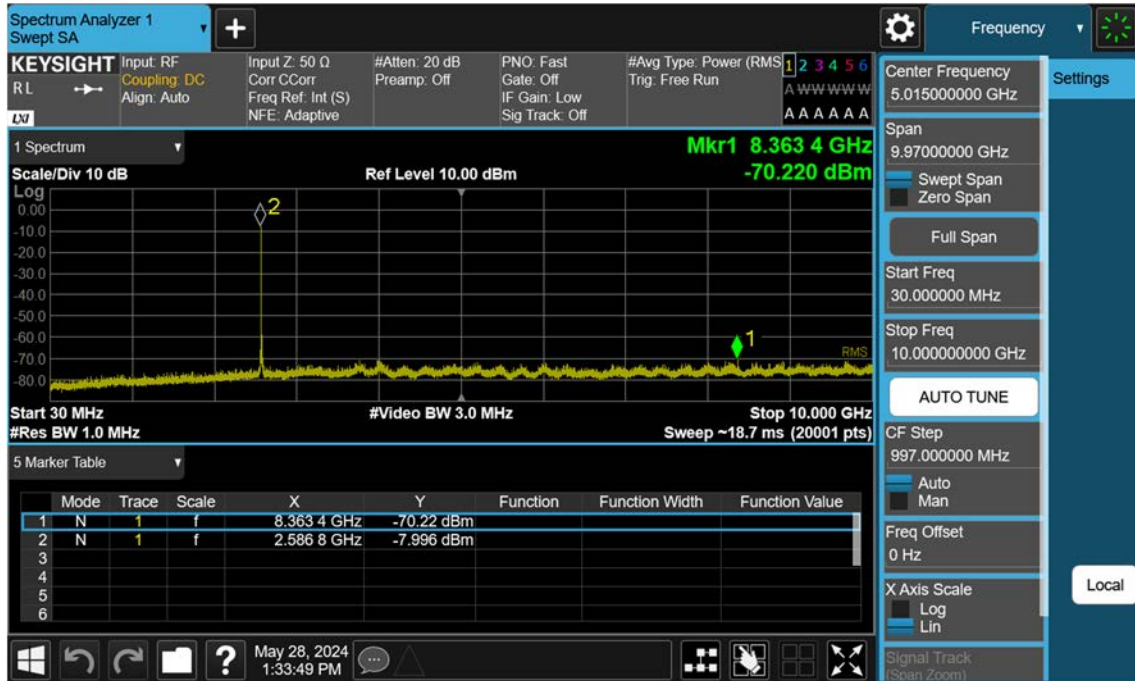 Spectrum Analyzer 1
Swept SA
Frequency
KEYSIGHT
R L
LXI
Input: RF
Coupling: DC
Align: Auto
Input Z: 50 Ω
Corr CCorr
Freq Ref: Int (S)
NFE: Adaptive
#Atten: 20 dB
Preamp: Off
PNO: Fast
Gate: Off
IF Gain: Low
Sig Track: Off
#Avg Type: Power (RMS
Trig: Free Run
1 2 3 4 5 6
A W W W W W
A A A A A A
1 Spectrum
Scale/Div 10 dB
Ref Level 10.00 dBm
Mkr1 8.363 4 GHz
-70.220 dBm
Log
0.00
-10.0
-20.0
-30.0
-40.0
-50.0
-60.0
-70.0
-80.0
2
1
RMS
Start 30 MHz
#Res BW 1.0 MHz
#Video BW 3.0 MHz
Stop 10.000 GHz
Sweep ~18.7 ms (20001 pts)
5 Marker Table
Mode Trace Scale X Y Function Function Width Function Value
1 N 1 f 8.363 4 GHz -70.22 dBm
2 N 1 f 2.586 8 GHz -7.996 dBm
3
4
5
6
May 28, 2024
1:33:49 PM
Center Frequency
5.015000000 GHz
Span
9.97000000 GHz
Swept Span
Zero Span
Full Span
Start Freq
30.000000 MHz
Stop Freq
10.000000000 GHz
AUTO TUNE
CF Step
997.000000 MHz
Auto
Man
Freq Offset
0 Hz
X Axis Scale
Log
Lin
Signal Track
(Span Zoom)
Settings
Local